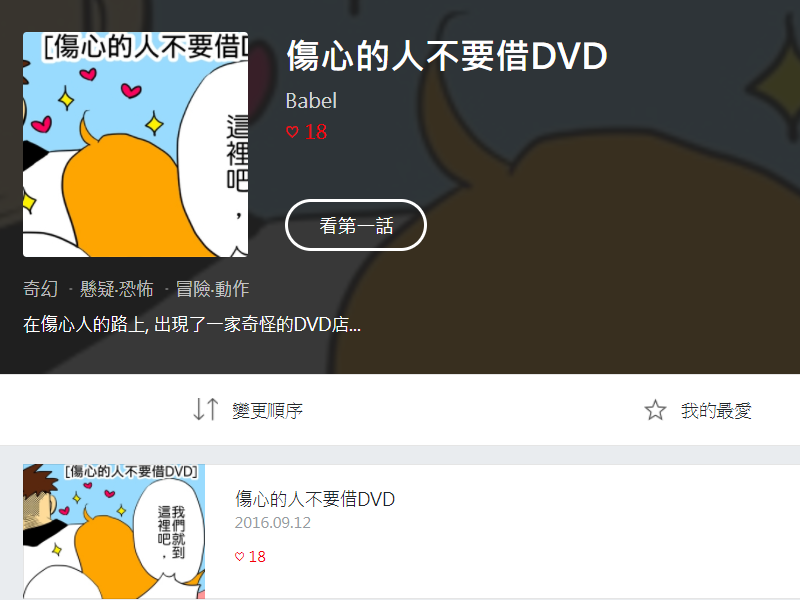 [傷心的人不要借D
這裡吧，
傷心的人不要借DVD
Babel
18
看第一話
奇幻 - 懸疑·恐怖 - 冒險·動作
在傷心人的路上, 出現了一家奇怪的DVD店...
變更順序
我的最愛
[傷心的人不要借DVD]
我們就到
這裡吧，
傷心的人不要借DVD
2016.09.12
18